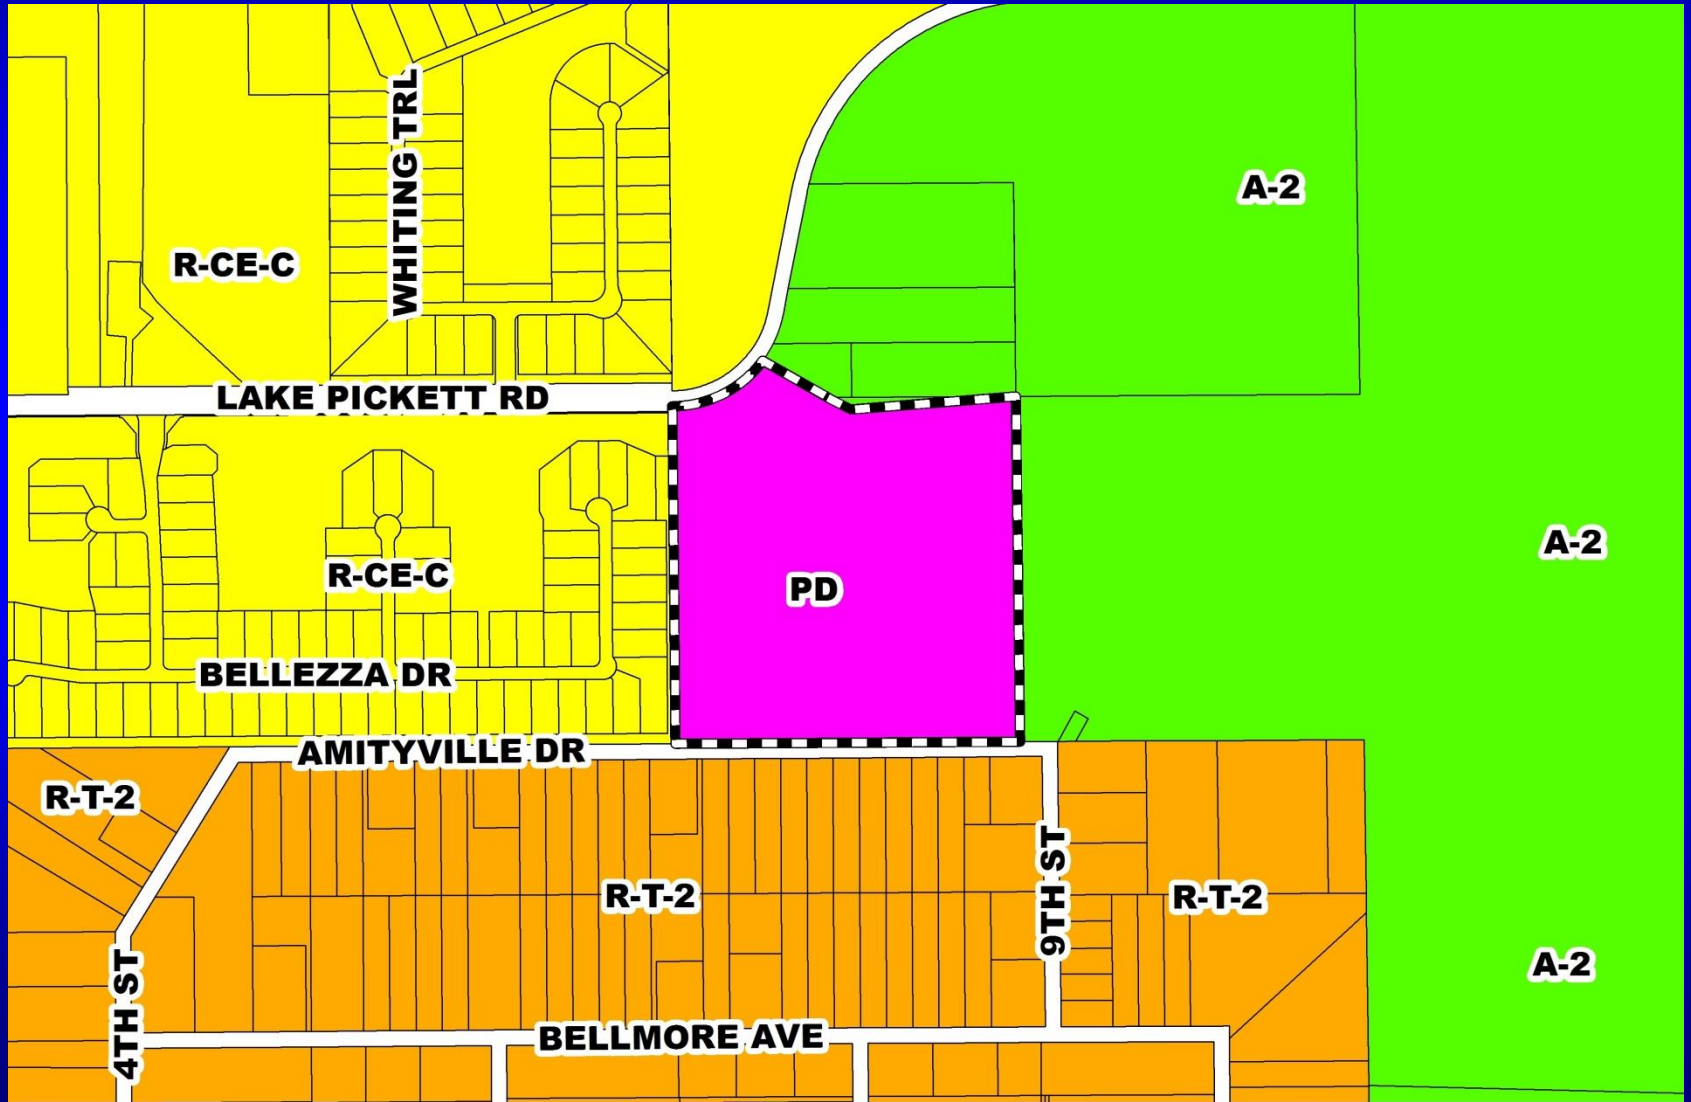 WHITING TRL
A-2
R-CE-C
LAKE PICKETT RD
A-2
R-CE-C
PD
BELLEZZA DR
AMITYVILLE DR
R-T-2
R-T-2
9TH ST
R-T-2
A-2
4TH ST
BELLMORE AVE